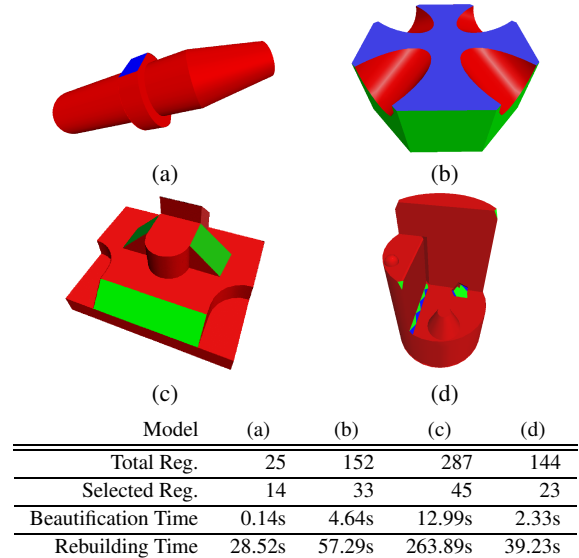 (a) (b)
(c) (d)
Model (a) (b) (c) (d)
Total Reg. 25 152 287 144
Selected Reg. 14 33 45 23
Beautification Time 0.14s 4.64s 12.99s 2.33s
Rebuilding Time 28.52s 57.29s 263.89s 39.23s